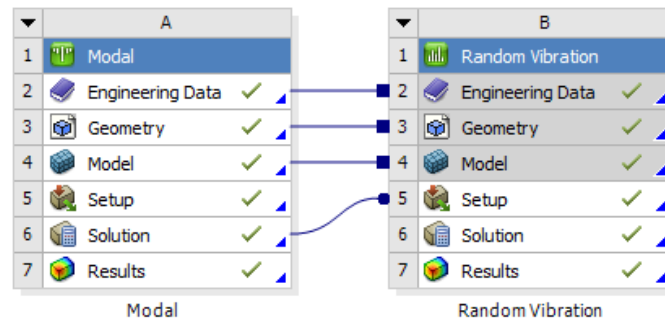 A
1 Modal
2 Engineering Data
3 Geometry
4 Model
5 Setup
6 Solution
7 Results
Modal
B
1 Random Vibration
2 Engineering Data
3 Geometry
4 Model
5 Setup
6 Solution
7 Results
Random Vibration